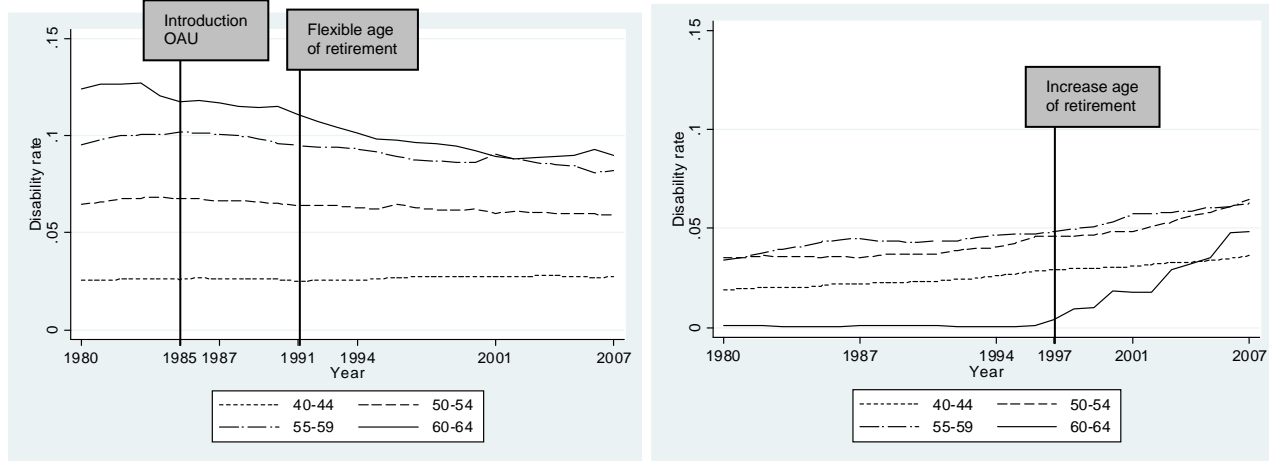 Introduction
OAU
Flexible age
of retirement
Disability rate
0
.05
.1
.15
1980
1985
1987
1991
1994
2001
2007
Year
40-44
50-54
55-59
60-64
Increase age
of retirement
Disability rate
0
.05
.1
.15
1980
1987
1994
1997
2001
2007
Year
40-44
50-54
55-59
60-64